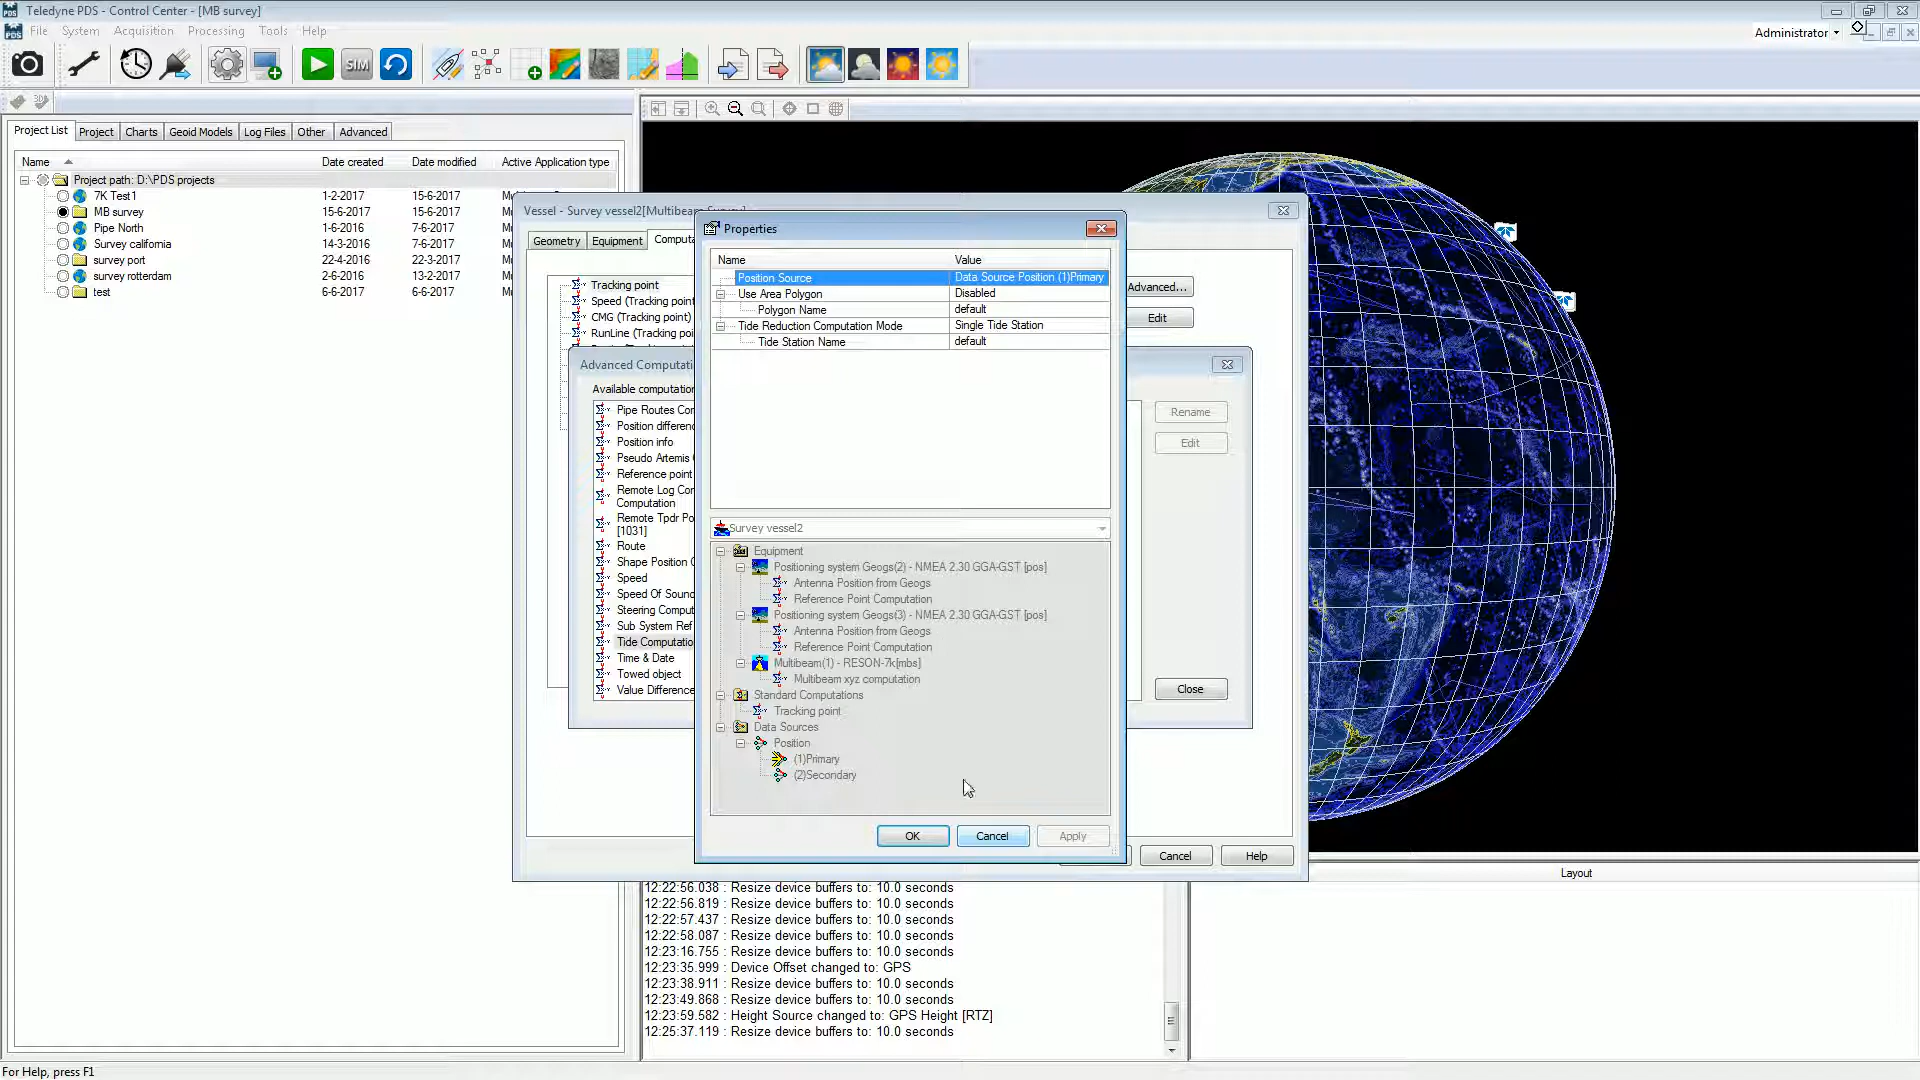 Teledyne PDS - Control Center - [MB survey]
File System Acquisition Processing Tools Help
Administrator
SIM
Project List Project Charts Geoid Models Log Files Other Advanced
Name Date created Date modified Active Application type
Project path: D:\PDS projects
7K Test1 1-2-2017 15-6-2017
MB survey 15-6-2017 15-6-2017
Pipe North 1-6-2016 7-6-2017
Survey california 14-3-2016 7-6-2017
survey port 22-4-2016 22-3-2017
survey rotterdam 2-6-2016 13-2-2017
test 6-6-2017 6-6-2017
Vessel - Survey vessel2[Multibeam Survey]
Geometry Equipment Computa
Tracking point
Speed (Tracking point
CMG (Tracking point)
RunLine (Tracking poi
Advanced...
Edit
Advanced Computati
Available computation
Pipe Routes Con
Position differenc
Position info
Pseudo Artemis
Reference point
Remote Log Cor
Computation
Remote Tpdr Po
[1031]
Route
Shape Position
Speed
Speed Of Sound
Steering Comput
Sub System Ref
Tide Computatio
Time & Date
Towed object
Value Difference
Rename
Edit
Close
Properties
Name Value
Position Source Data Source Position (1)Primary
Use Area Polygon Disabled
Polygon Name default
Tide Reduction Computation Mode Single Tide Station
Tide Station Name default
Survey vessel2
Equipment
Positioning system Geogs(2) - NMEA 2.30 GGA-GST [pos]
Antenna Position from Geogs
Reference Point Computation
Positioning system Geogs(3) - NMEA 2.30 GGA-GST [pos]
Antenna Position from Geogs
Reference Point Computation
Multibeam(1) - RESON-7k[mbs]
Multibeam xyz computation
Standard Computations
Tracking point
Data Sources
Position
(1)Primary
(2)Secondary
OK Cancel Apply
Cancel Help
Layout
12:22:56.038 : Resize device buffers to: 10.0 seconds
12:22:56.819 : Resize device buffers to: 10.0 seconds
12:22:57.437 : Resize device buffers to: 10.0 seconds
12:22:58.087 : Resize device buffers to: 10.0 seconds
12:23:16.755 : Resize device buffers to: 10.0 seconds
12:23:35.999 : Device Offset changed to: GPS
12:23:38.911 : Resize device buffers to: 10.0 seconds
12:23:49.868 : Resize device buffers to: 10.0 seconds
12:23:59.582 : Height Source changed to: GPS Height [RTZ]
12:25:37.119 : Resize device buffers to: 10.0 seconds
For Help, press F1